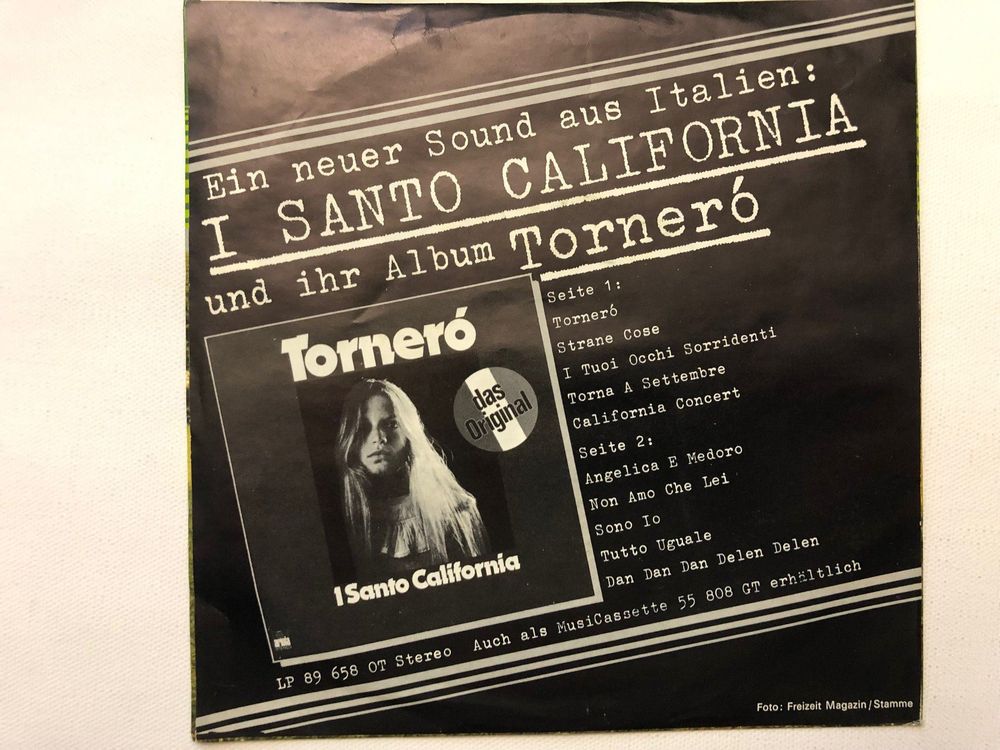 Ein neuer Sound aus Italien:
I SANTO CALIFORNIA
und ihr Album Torneró
Torneró
das
Original
I Santo California
Seite 1:
Torneró
Strane Cose
I Tuoi Occhi Sorridenti
Torna A Settembre
California Concert
Seite 2:
Angelica E Medoro
Non Amo Che Lei
Sono Io
Tutto Uguale
Dan Dan Dan Delen Delen
LP 89 658 OT Stereo Auch als MusiCassette 55 808 GT erhältlich
Foto: Freizeit Magazin/Stamme